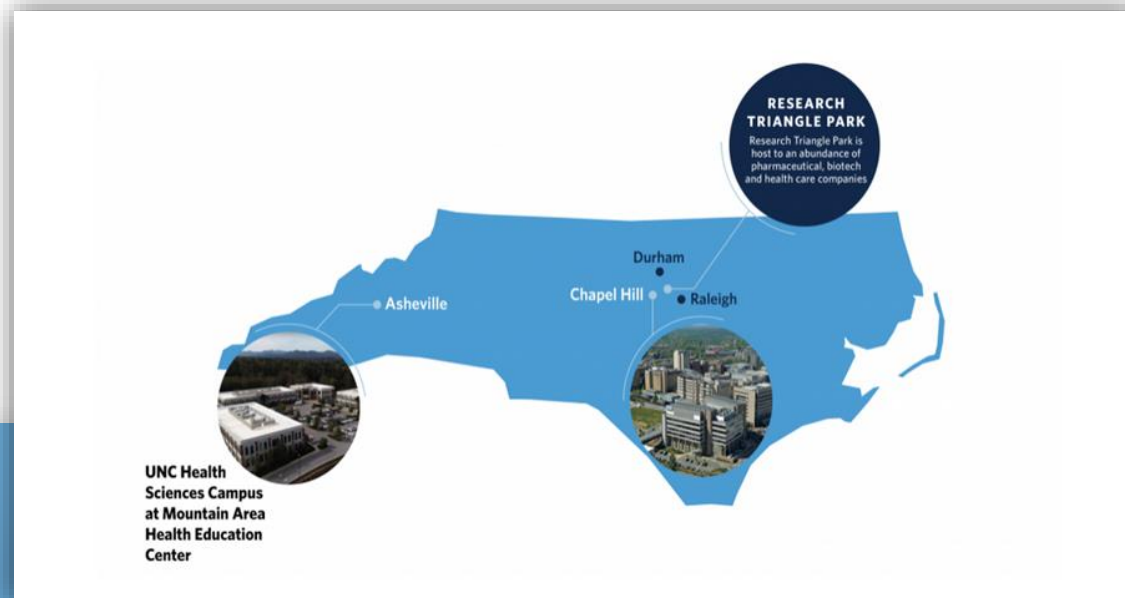 RESEARCH
TRIANGLE PARK
Research Triangle Park is
host to an abundance of
pharmaceutical, biotech
and health care companies
Durham
Chapel Hill
Raleigh
Asheville
UNC Health
Sciences Campus
at Mountain Area
Health Education
Center